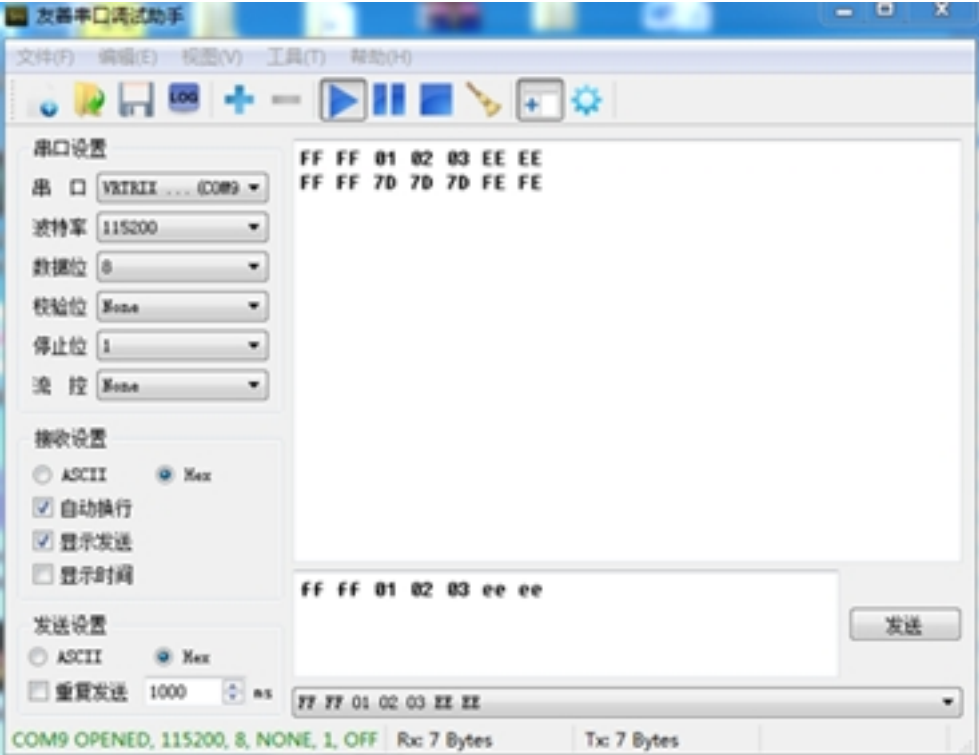 友善串口调试助手
文件(F) 编辑(E) 视图(V) 工具(T) 帮助(H)
LOG
串口设置
串 口 VRTRIX ... (COM9
波特率 115200
数据位 8
校验位 None
停止位 1
流 控 None
接收设置
ASCII Hex
自动换行
显示发送
显示时间
发送设置
ASCII Hex
重复发送 1000 ms
FF FF 01 02 03 EE EE
FF FF 7D 7D 7D FE FE
FF FF 01 02 03 ee ee
发送
FF FF 01 02 03 EE EE
COM9 OPENED, 115200, 8, NONE, 1, OFF Rx: 7 Bytes Tx: 7 Bytes